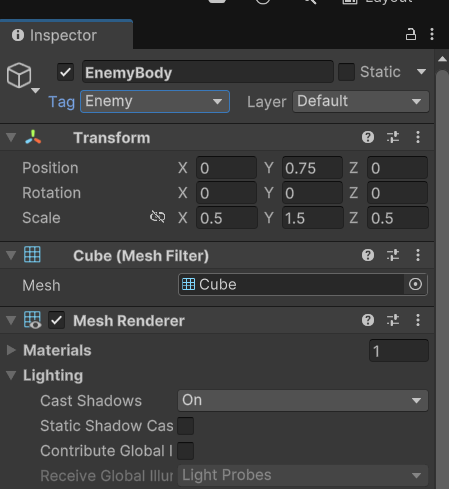 Layout
Inspector
EnemyBody Static
Tag Enemy Layer Default
Transform
Position X 0 Y 0.75 Z 0
Rotation X 0 Y 0 Z 0
Scale X 0.5 Y 1.5 Z 0.5
Cube (Mesh Filter)
Mesh Cube
Mesh Renderer
Materials 1
Lighting
Cast Shadows On
Static Shadow Cas
Contribute Global I
Receive Global Illur Light Probes